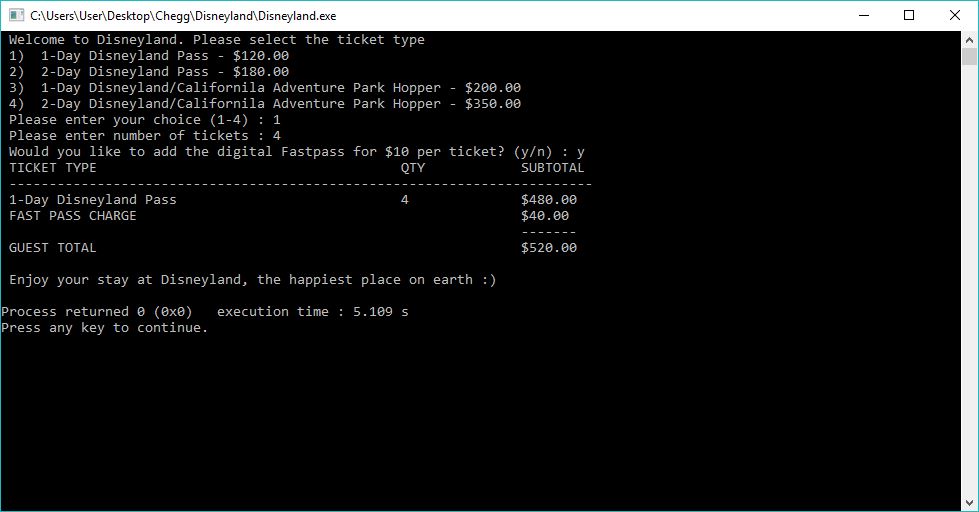 C:\Users\User\Desktop\Chegg\Disneyland\Disneyland.exe
Welcome to Disneyland. Please select the ticket type
1)  1-Day Disneyland Pass - $120.00
2)  2-Day Disneyland Pass - $180.00
3)  1-Day Disneyland/Californila Adventure Park Hopper - $200.00
4)  2-Day Disneyland/Californila Adventure Park Hopper - $350.00
Please enter your choice (1-4) : 1
Please enter number of tickets : 4
Would you like to add the digital Fastpass for $10 per ticket? (y/n) : y
TICKET TYPE                                      QTY            SUBTOTAL
-------------------------------------------------------------------------
1-Day Disneyland Pass                            4              $480.00
FAST PASS CHARGE                                                $40.00
                                                                -------
GUEST TOTAL                                                     $520.00
Enjoy your stay at Disneyland, the happiest place on earth :)
Process returned 0 (0x0)   execution time : 5.109 s
Press any key to continue.